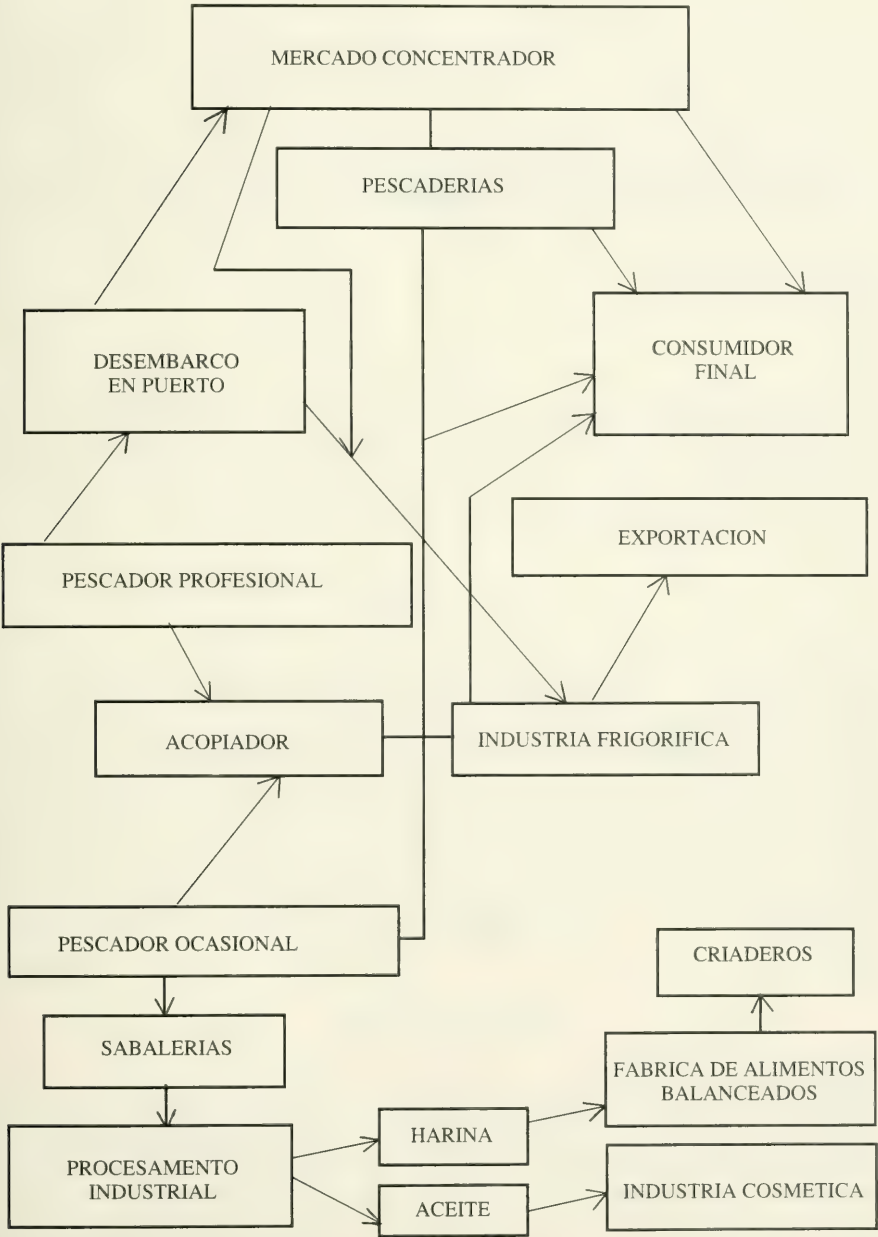 MERCADO CONCENTRADOR
PESCADERIAS
DESEMBARCO
EN PUERTO
CONSUMIDOR
FINAL
EXPORTACION
PESCADOR PROFESIONAL
ACOPIADOR
INDUSTRIA FRIGORIFICA
PESCADOR OCASIONAL
CRIADEROS
SABALERIAS
FABRICA DE ALIMENTOS
BALANCEADOS
HARINA
PROCESAMENTO
INDUSTRIAL
ACEITE
INDUSTRIA COSMETICA